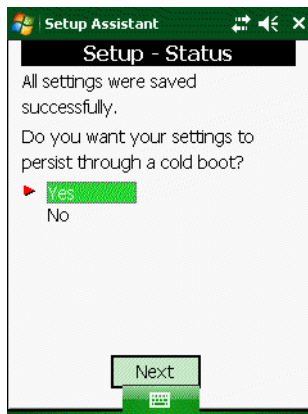 Setup Assistant
Setup - Status
All settings were saved
successfully.
Do you want your settings to
persist through a cold boot?
Yes
No
Next